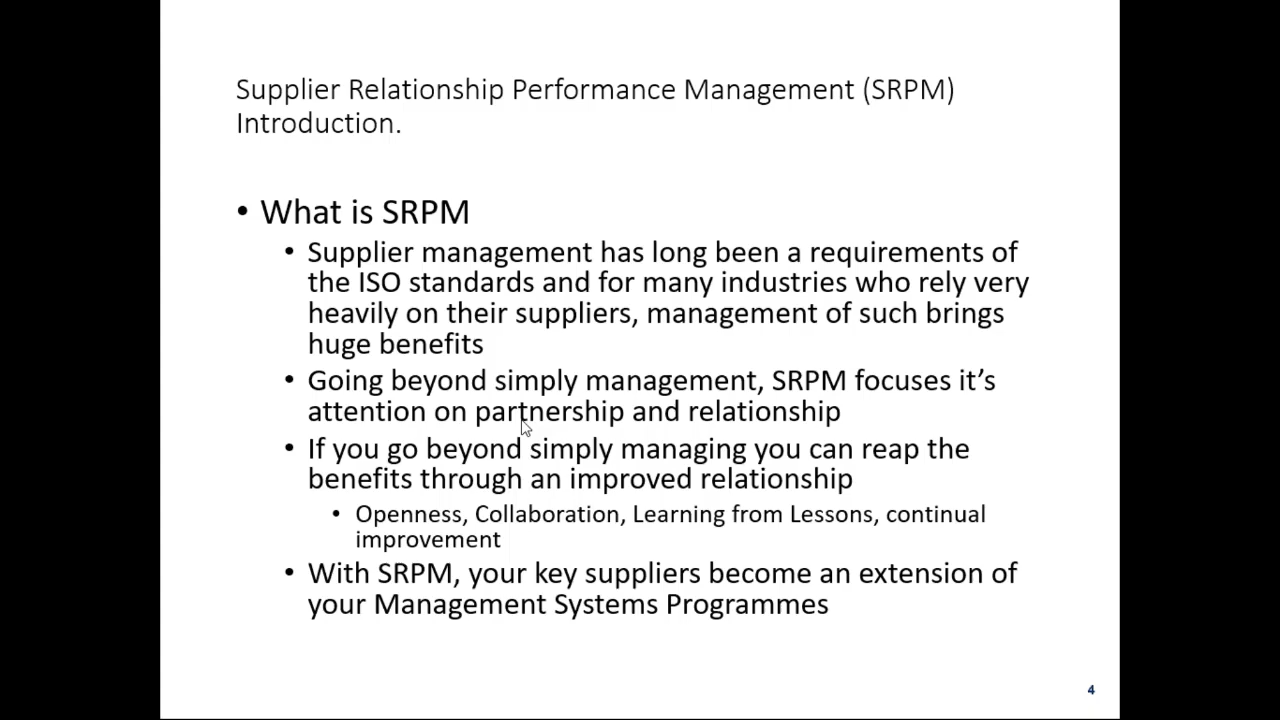 Supplier Relationship Performance Management (SRPM)
Introduction.
• What is SRPM
• Supplier management has long been a requirements of
the ISO standards and for many industries who rely very
heavily on their suppliers, management of such brings
huge benefits
• Going beyond simply management, SRPM focuses it’s
attention on partnership and relationship
• If you go beyond simply managing you can reap the
benefits through an improved relationship
• Openness, Collaboration, Learning from Lessons, continual
improvement
• With SRPM, your key suppliers become an extension of
your Management Systems Programmes
4